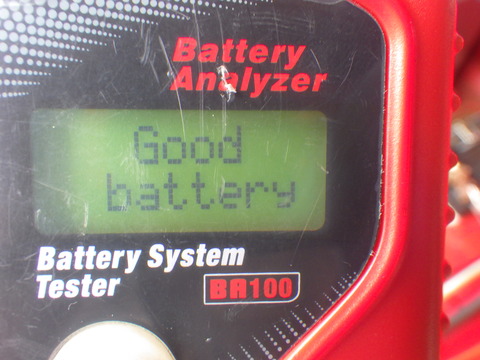 Battery
Analyzer
Good
battery
Battery System
Tester
BA100